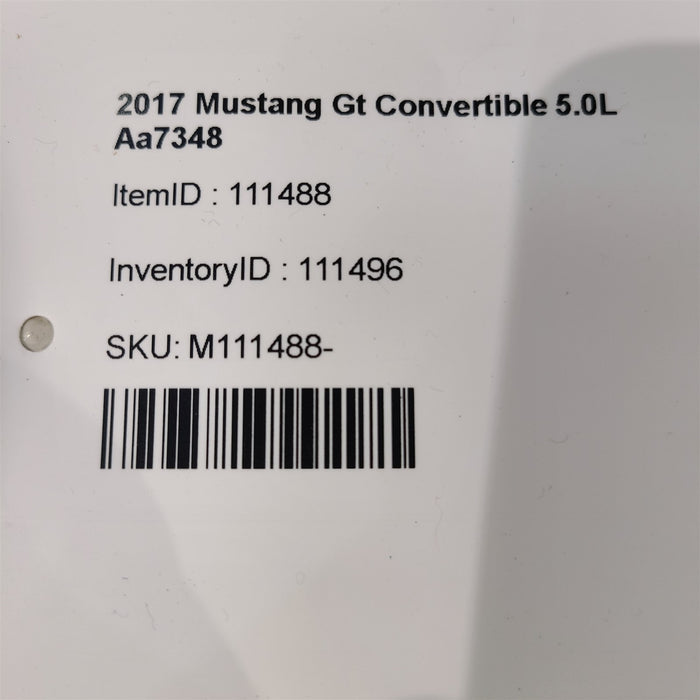 2017 Mustang Gt Convertible 5.0L
Aa7348
ItemID : 111488
InventoryID : 111496
SKU: M111488-